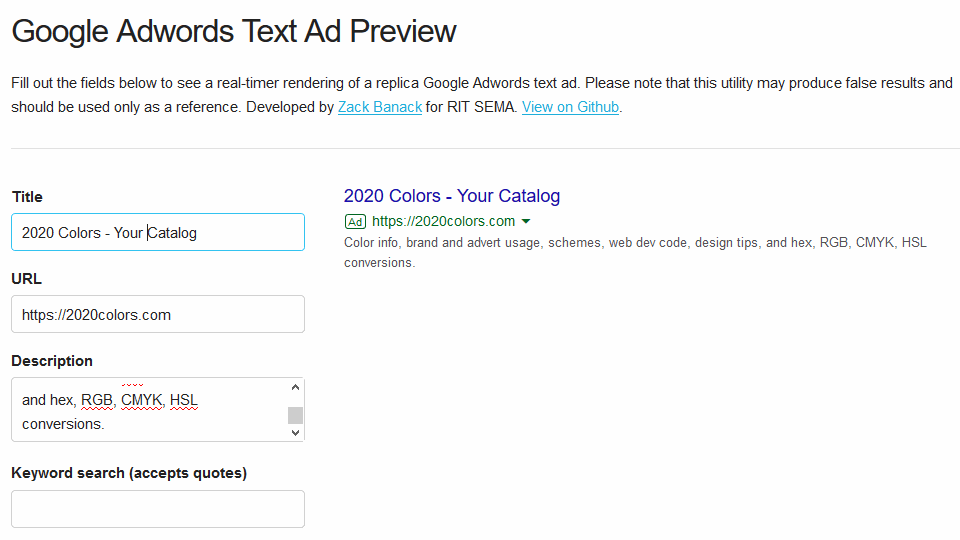 Google Adwords Text Ad Preview
Fill out the fields below to see a real-timer rendering of a replica Google Adwords text ad. Please note that this utility may produce false results and
should be used only as a reference. Developed by Zack Banack for RIT SEMA. View on Github.
Title
2020 Colors - Your Catalog
URL
https://2020colors.com
Description
and hex, RGB, CMYK, HSL
conversions.
Keyword search (accepts quotes)
2020 Colors - Your Catalog
Ad https://2020colors.com
Color info, brand and advert usage, schemes, web dev code, design tips, and hex, RGB, CMYK, HSL
conversions.